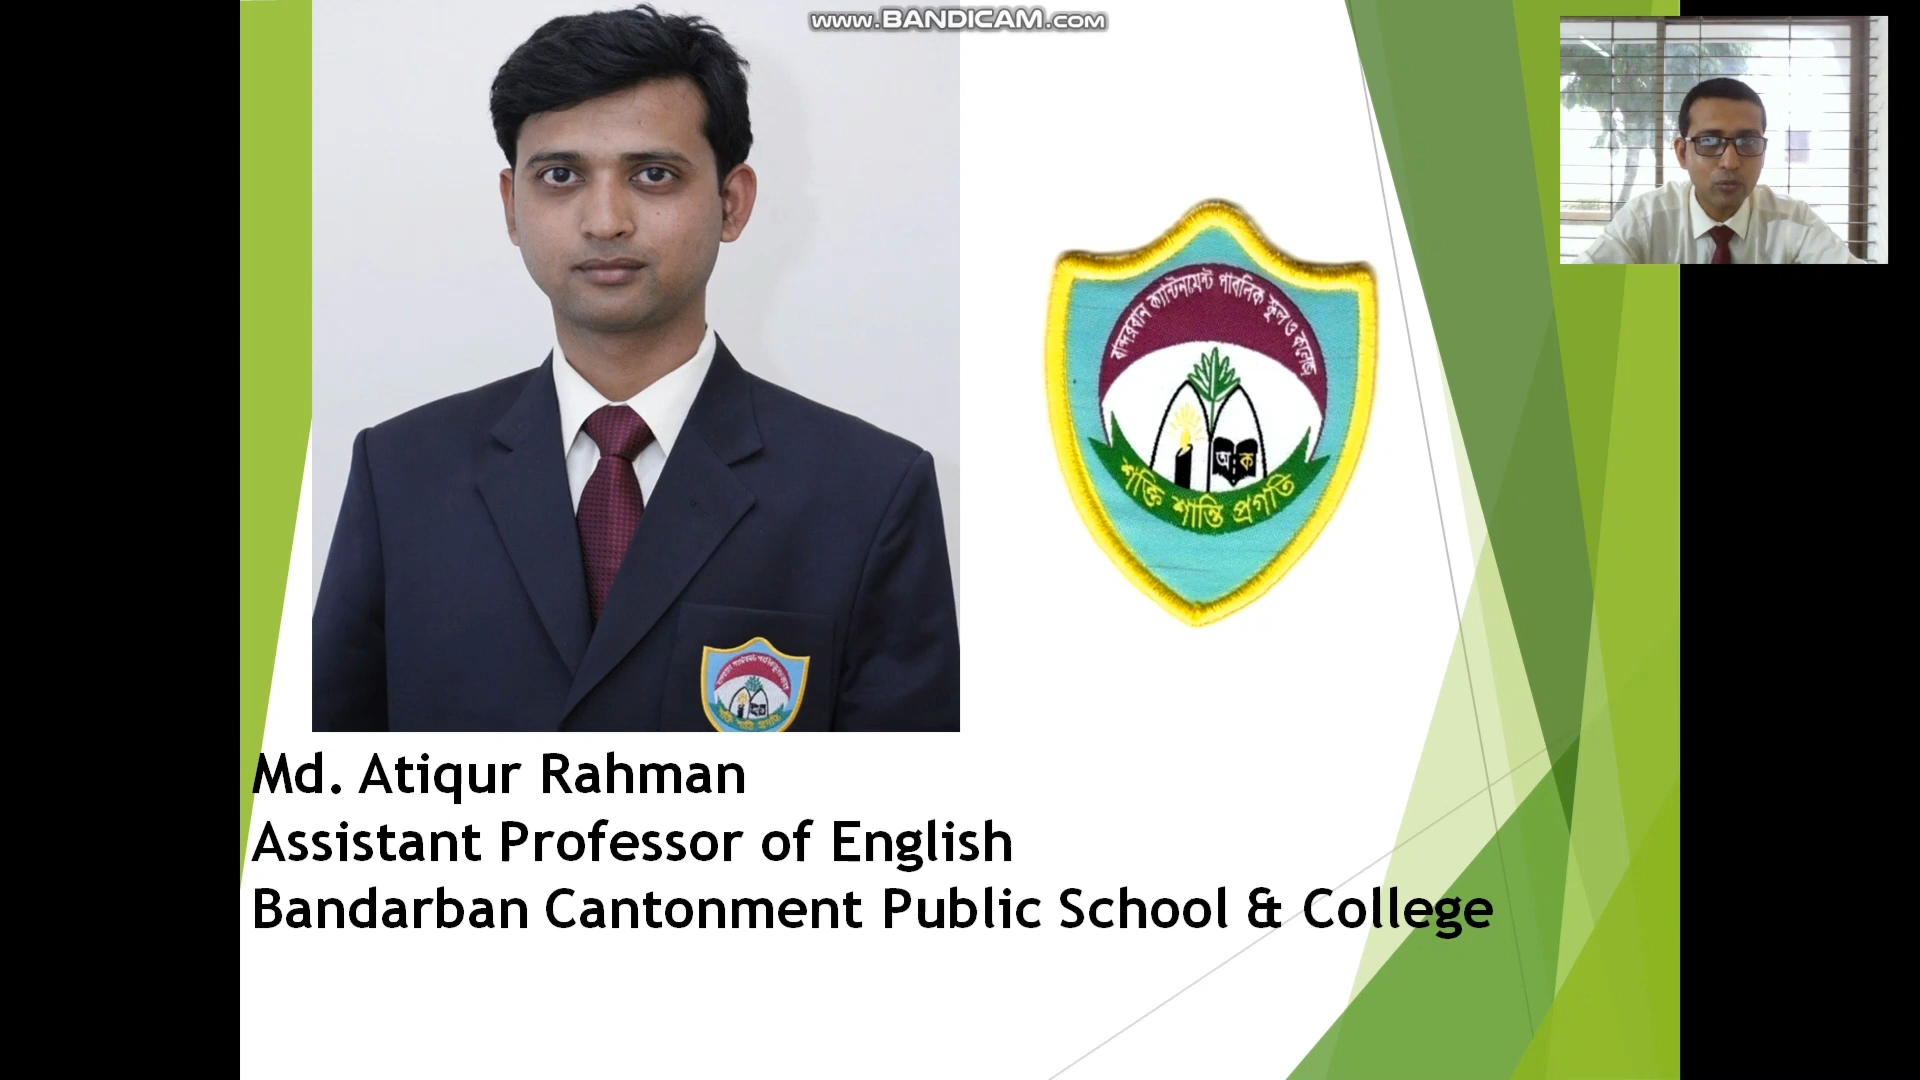 www.BANDICAM.com
বান্দরবান ক্যান্টনমেন্ট পাবলিক স্কুল ও কলেজ
অ ক
শক্তি শান্তি প্রগতি
Md. Atiqur Rahman
Assistant Professor of English
Bandarban Cantonment Public School & College